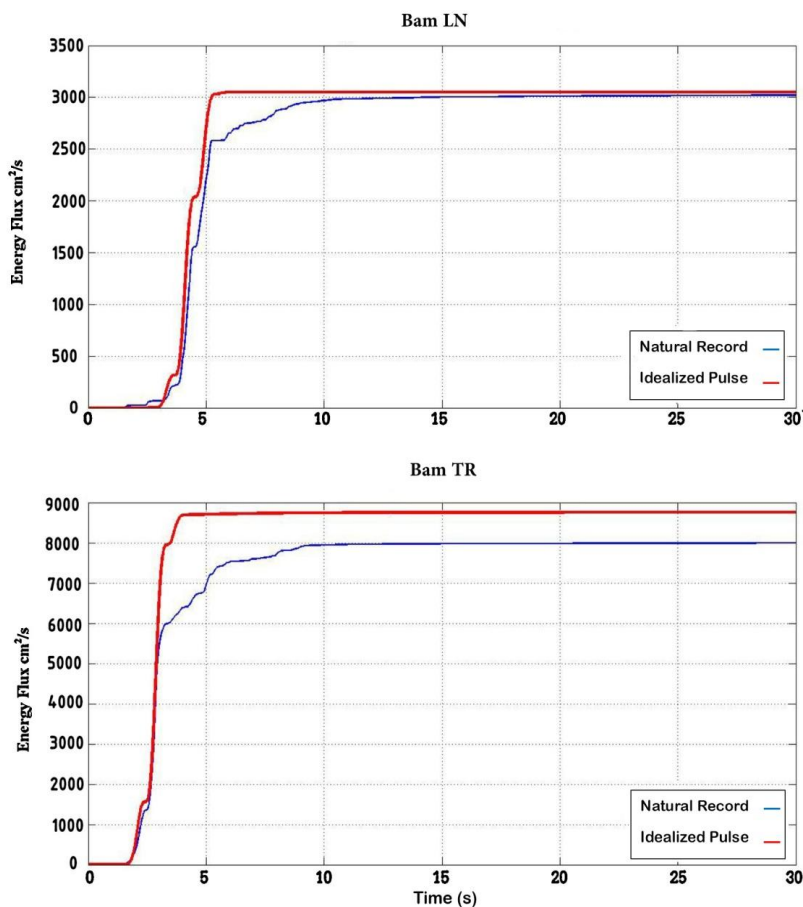 Bam LN
3500
3000
2500
2000
1500
1000
500
0
Energy Flux cm²/s
Natural Record
Idealized Pulse
0 5 10 15 20 25 30
Bam TR
9000
8000
7000
6000
5000
4000
3000
2000
1000
0
Energy Flux cm²/s
Natural Record
Idealized Pulse
0 5 10 15 20 25 30
Time (s)